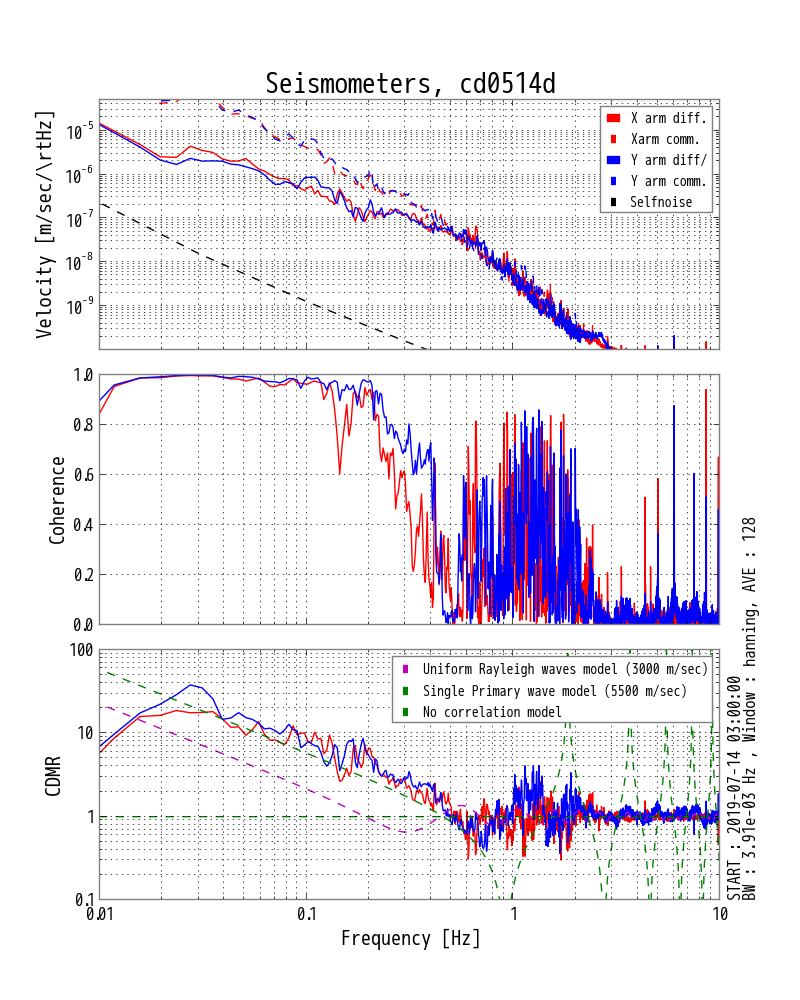 Seismometers, cd0514d
Velocity [m/sec/\rtHz]
10^-5
10^-6
10^-7
10^-8
10^-9
X arm diff.
Xarm comm.
Y arm diff/
Y arm comm.
Selfnoise
Coherence
1.0
0.8
0.6
0.4
0.2
0.0
CDMR
100
10
1
0.1
Uniform Rayleigh waves model (3000 m/sec)
Single Primary wave model (5500 m/sec)
No correlation model
0.01
0.1
1
10
Frequency [Hz]
START : 2019-07-14 03:00:00
BW : 3.91e-03 Hz , Window : hanning, AVE : 128